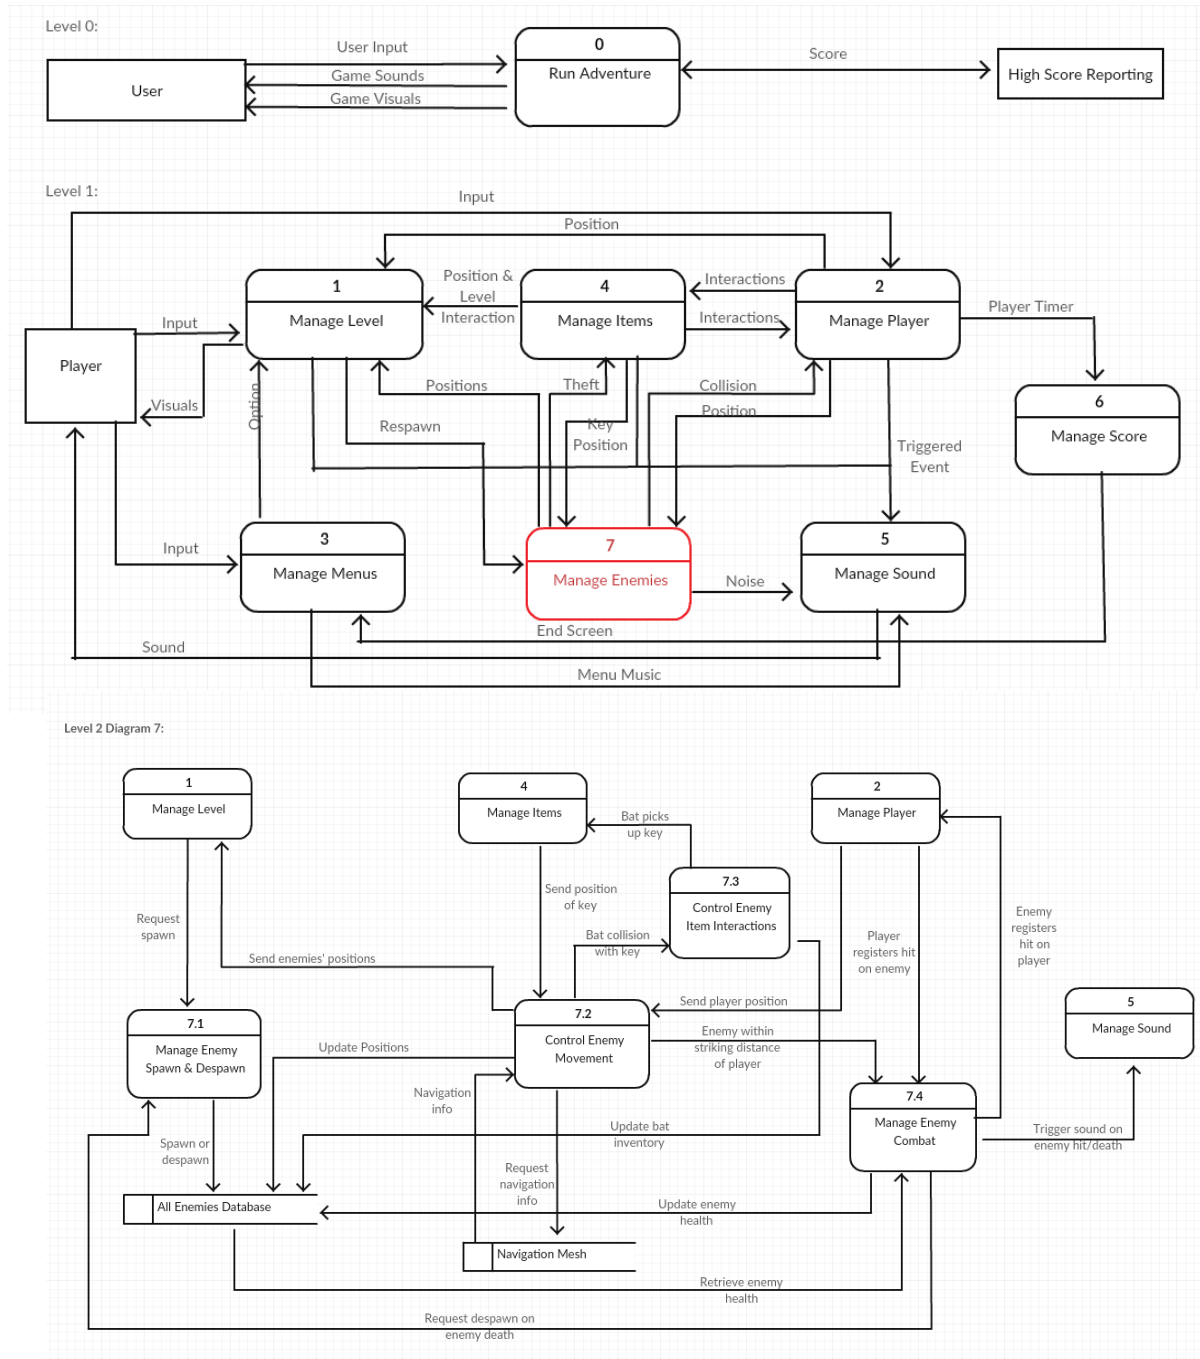 Level 0:
User
User Input
Game Sounds
Game Visuals
0
Run Adventure
Score
High Score Reporting
Level 1:
Input
Position
1
Manage Level
Position &
Level
Interaction
4
Manage Items
Interactions
Interactions
2
Manage Player
Player Timer
Player
Input
Visuals
Option
Positions
Respawn
Theft
Key
Position
Collision
Position
Triggered
Event
6
Manage Score
Input
3
Manage Menus
7
Manage Enemies
Noise
5
Manage Sound
End Screen
Sound
Menu Music
Level 2 Diagram 7:
1
Manage Level
4
Manage Items
Bat picks
up key
2
Manage Player
7.3
Control Enemy
Item Interactions
Send position
of key
Request
spawn
Bat collision
with key
Player
registers hit
on enemy
Enemy
registers
hit on
player
Send enemies' positions
Send player position
5
Manage Sound
7.1
Manage Enemy
Spawn & Despawn
7.2
Control Enemy
Movement
Enemy within
striking distance
of player
Update Positions
Navigation
info
7.4
Manage Enemy
Combat
Trigger sound on
enemy hit/death
Spawn or
despawn
Update bat
inventory
Request
navigation
info
All Enemies Database
Update enemy
health
Navigation Mesh
Retrieve enemy
health
Request despawn on
enemy death